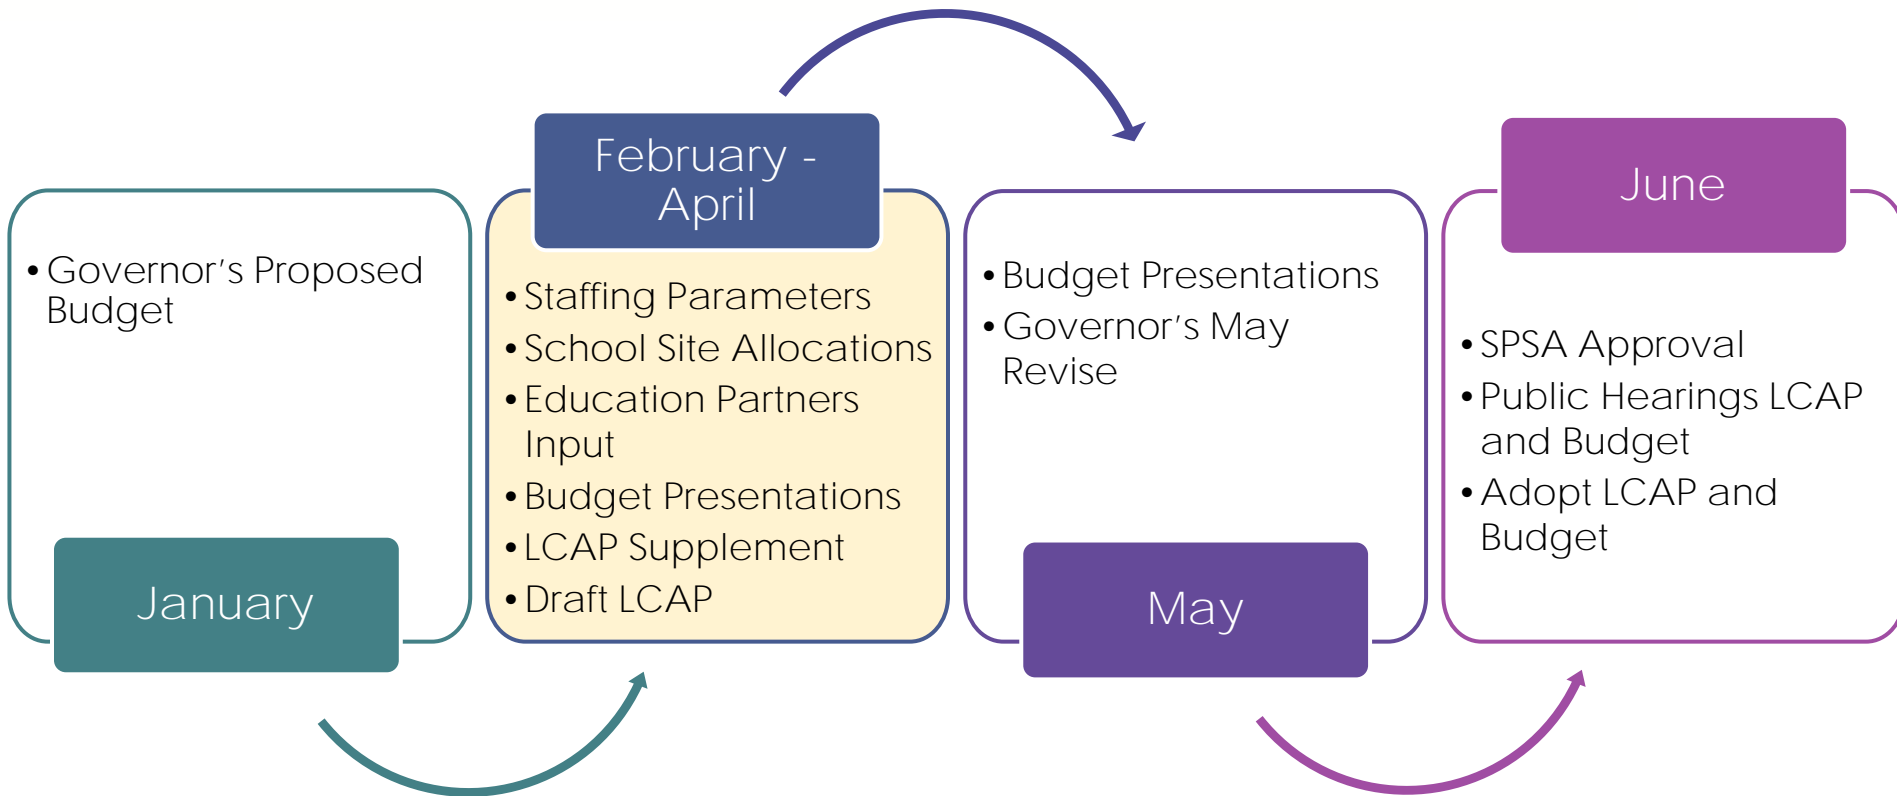 January
• Governor's Proposed
Budget
February -
April
• Staffing Parameters
• School Site Allocations
• Education Partners
Input
• Budget Presentations
• LCAP Supplement
• Draft LCAP
May
• Budget Presentations
• Governor's May
Revise
June
• SPSA Approval
• Public Hearings LCAP
and Budget
• Adopt LCAP and
Budget